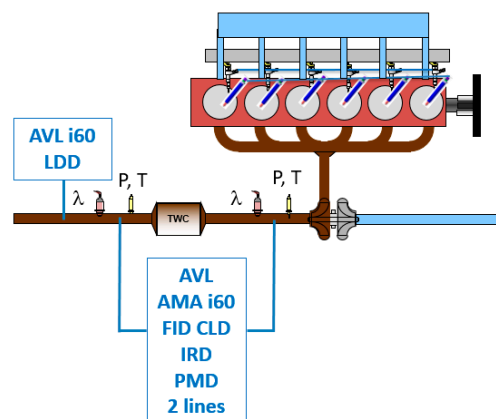 AVL i60
LDD
λ
P, T
TWC
λ
P, T
AVL
AMA i60
FID CLD
IRD
PMD
2 lines